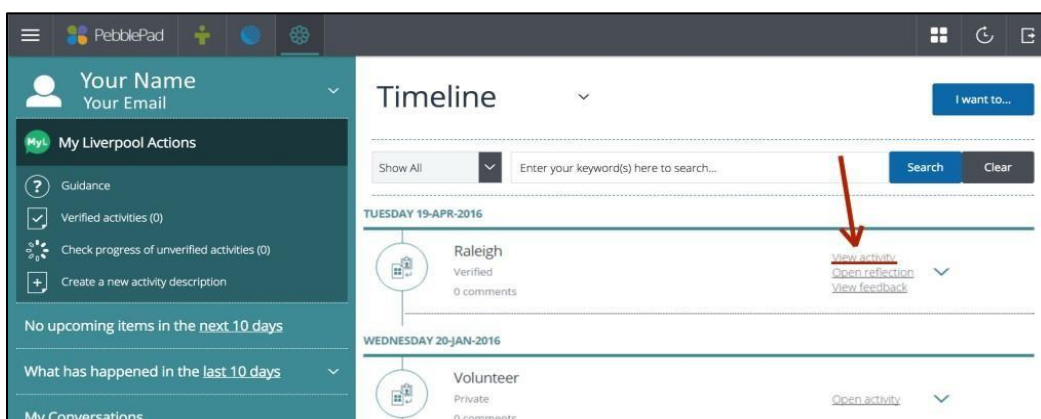 PebblePad
Your Name
Your Email
MyL My Liverpool Actions
? Guidance
Verified activities (0)
Check progress of unverified activities (0)
Create a new activity description
No upcoming items in the next 10 days
What has happened in the last 10 days
My Conversations
Timeline
I want to...
Show All
Enter your keyword(s) here to search...
Search
Clear
TUESDAY 19-APR-2016
Raleigh
Verified
0 comments
View activity
Open reflection
View feedback
WEDNESDAY 20-JAN-2016
Volunteer
Private
0 comments
Open activity